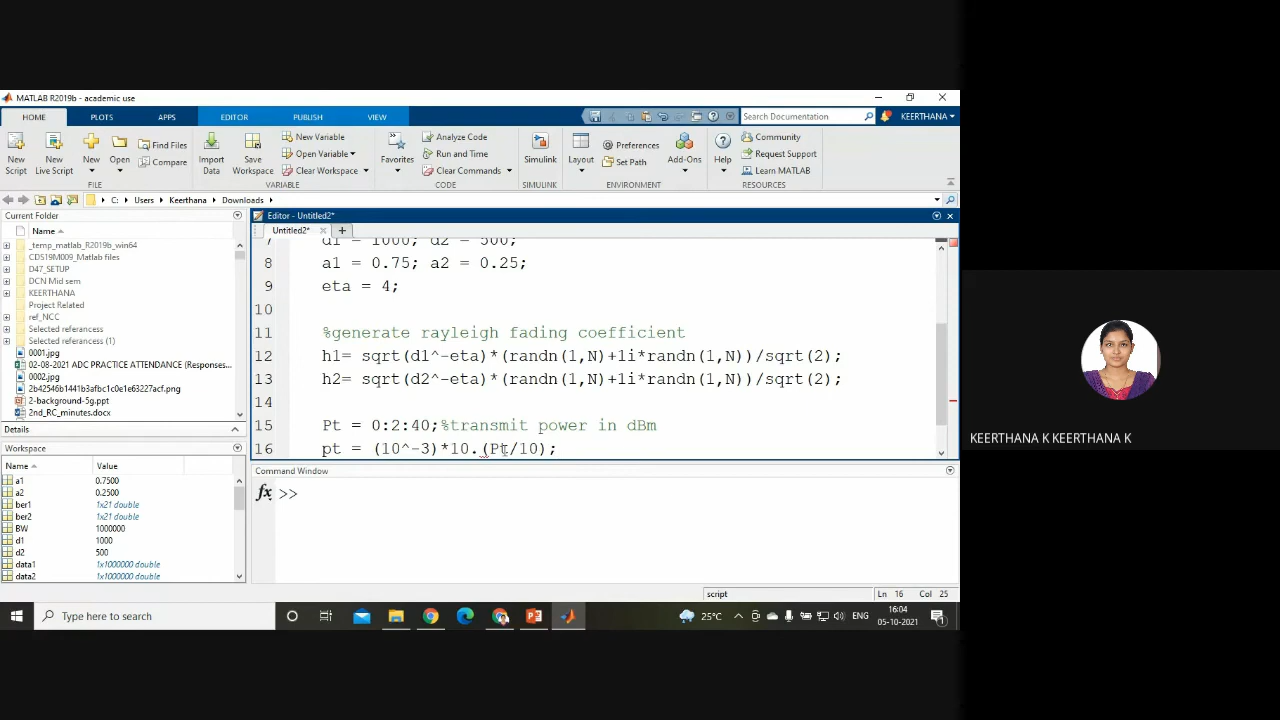 MATLAB R2019b - academic use
HOME PLOTS APPS EDITOR PUBLISH VIEW Search Documentation KEERTHANA
New Script New Live Script New Open Find Files Compare Import Data Save Workspace New Variable Open Variable Clear Workspace Favorites Analyze Code Run and Time Clear Commands Simulink Layout Preferences Set Path Add-Ons Help Community Request Support Learn MATLAB
FILE VARIABLE CODE SIMULINK ENVIRONMENT RESOURCES
C: Users Keerthana Downloads
Current Folder
Name
_temp_matlab_R2019b_win64
CDS19M009_Matlab files
D47_SETUP
DCN Mid sem
KEERTHANA
Project Related
ref_NCC
Selected referancess
Selected referancess (1)
0001.jpg
02-08-2021 ADC PRACTICE ATTENDANCE (Responses...
0002.jpg
2b42546b1441b3afbc1c0e1e63227acf.png
2-background-5g.ppt
2nd_RC_minutes.docx
Details
Workspace
Name Value
a1 0.7500
a2 0.2500
ber1 1x21 double
ber2 1x21 double
BW 1000000
d1 1000
d2 500
data1 1x1000000 double
data2 1x1000000 double
Editor - Untitled2*
Untitled2*
7 d1 = 1000; d2 = 500;
8 a1 = 0.75; a2 = 0.25;
9 eta = 4;
10
11 %generate rayleigh fading coefficient
12 h1= sqrt(d1^-eta)*(randn(1,N)+1i*randn(1,N))/sqrt(2);
13 h2= sqrt(d2^-eta)*(randn(1,N)+1i*randn(1,N))/sqrt(2);
14
15 Pt = 0:2:40;%transmit power in dBm
16 pt = (10^-3)*10.(Pt/10);
Command Window
fx >>
script Ln 16 Col 25
Type here to search 25°C ENG 16:04 05-10-2021
KEERTHANA K KEERTHANA K